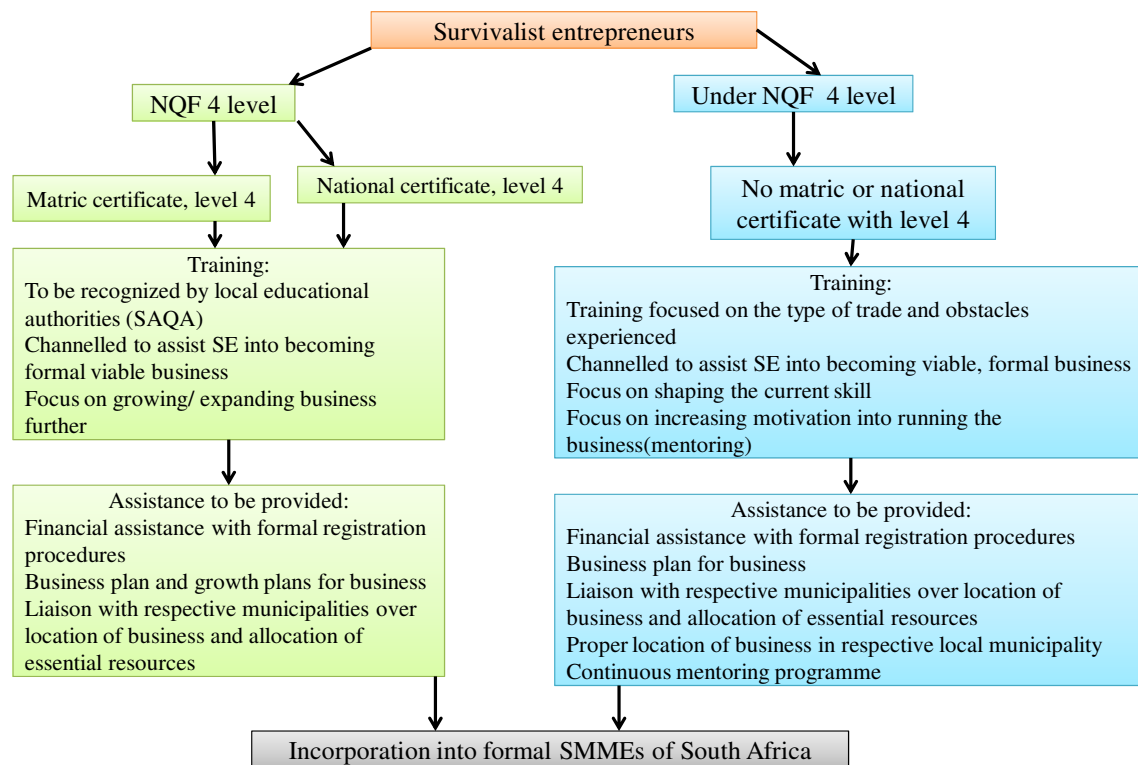 Survivalist entrepreneurs
NQF 4 level
Under NQF 4 level
Matric certificate, level 4
National certificate, level 4
No matric or national
certificate with level 4
Training:
To be recognized by local educational
authorities (SAQA)
Channelled to assist SE into becoming
formal viable business
Focus on growing/ expanding business
further
Training:
Training focused on the type of trade and obstacles
experienced
Channelled to assist SE into becoming viable, formal business
Focus on shaping the current skill
Focus on increasing motivation into running the
business(mentoring)
Assistance to be provided:
Financial assistance with formal registration
procedures
Business plan and growth plans for business
Liaison with respective municipalities over
location of business and allocation of
essential resources
Assistance to be provided:
Financial assistance with formal registration procedures
Business plan for business
Liaison with respective municipalities over location of
business and allocation of essential resources
Proper location of business in respective local municipality
Continuous mentoring programme
Incorporation into formal SMMEs of South Africa